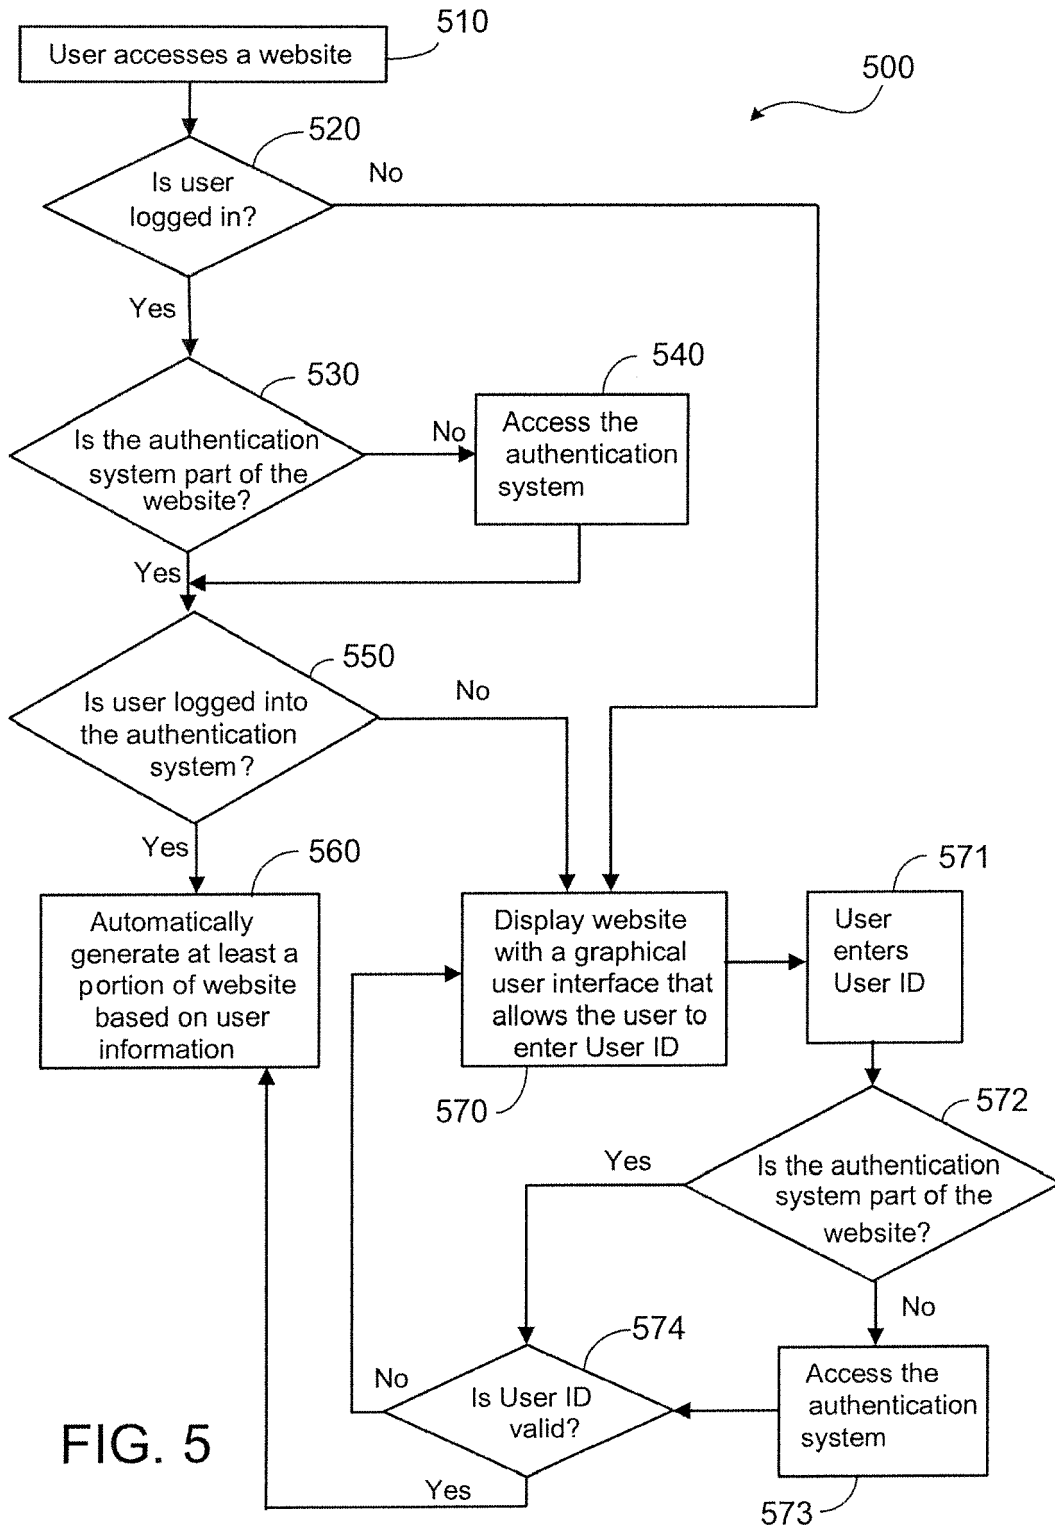 510
User accesses a website
500
520
No
Is user
logged in?
Yes
530
540
Is the authentication
system part of the
website?
No
Access the
authentication
system
Yes
550
No
Is user logged into
the authentication
system?
Yes
560
571
Automatically
generate at least a
portion of website
based on user
information
Display website
with a graphical
user interface that
allows the user to
enter User ID
User
enters
User ID
570
572
Yes
Is the authentication
system part of the
website?
No
574
No
Is User ID
valid?
Access the
authentication
system
FIG. 5
Yes
573